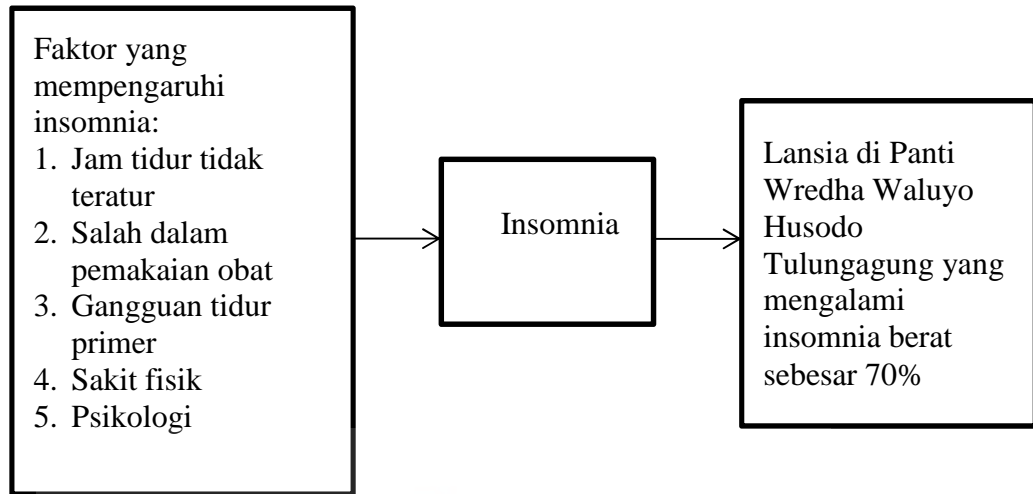 Faktor yang
mempengaruhi
insomnia:
1. Jam tidur tidak
teratur
2. Salah dalam
pemakaian obat
3. Gangguan tidur
primer
4. Sakit fisik
5. Psikologi
Insomnia
Lansia di Panti
Wredha Waluyo
Husodo
Tulungagung yang
mengalami
insomnia berat
sebesar 70%